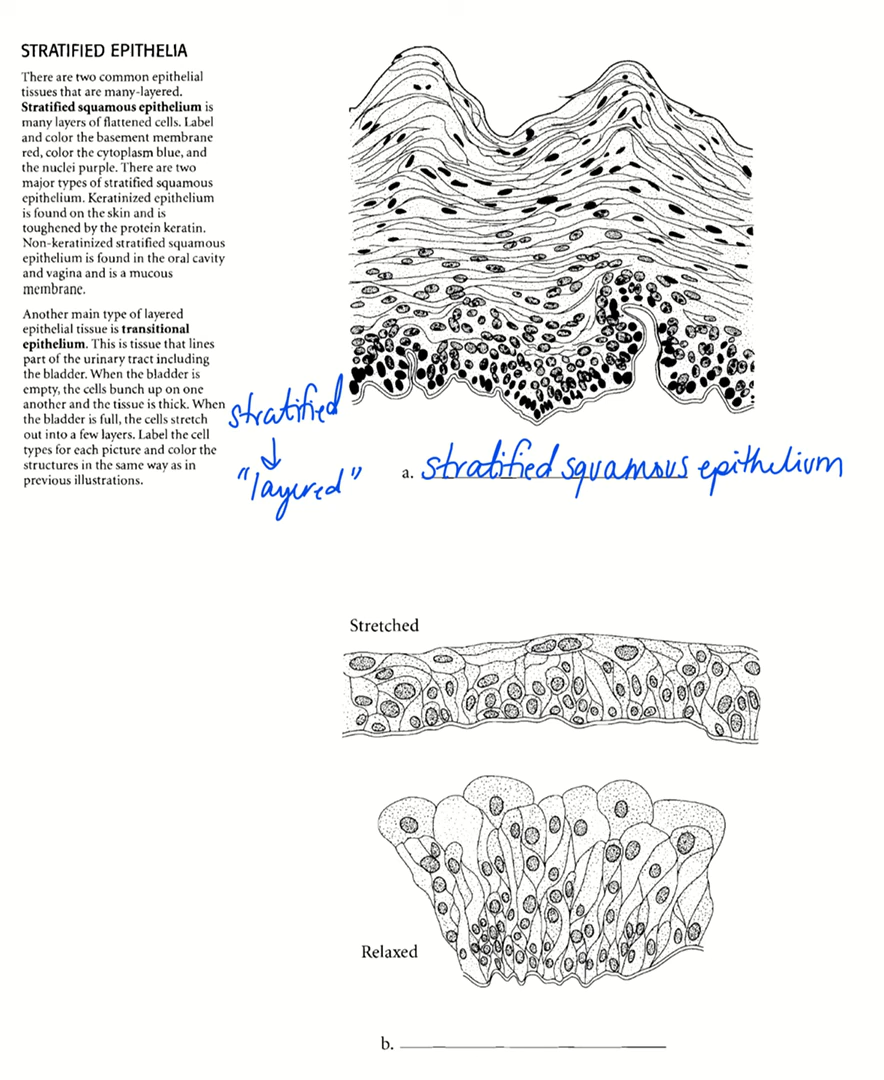 STRATIFIED EPITHELIA
There are two common epithelial
tissues that are many-layered.
Stratified squamous epithelium is
many layers of flattened cells. Label
and color the basement membrane
red, color the cytoplasm blue, and
the nuclei purple. There are two
major types of stratified squamous
epithelium. Keratinized epithelium
is found on the skin and is
toughened by the protein keratin.
Non-keratinized stratified squamous
epithelium is found in the oral cavity
and vagina and is a mucous
membrane.
Another main type of layered
epithelial tissue is transitional
epithelium. This is tissue that lines
part of the urinary tract including
the bladder. When the bladder is
empty, the cells bunch up on one
another and the tissue is thick. When
the bladder is full, the cells stretch
out into a few layers. Label the cell
types for each picture and color the
structures in the same way as in
previous illustrations.
stratified
"layered"
a. stratified squamous epithelium
Stretched
Relaxed
b.